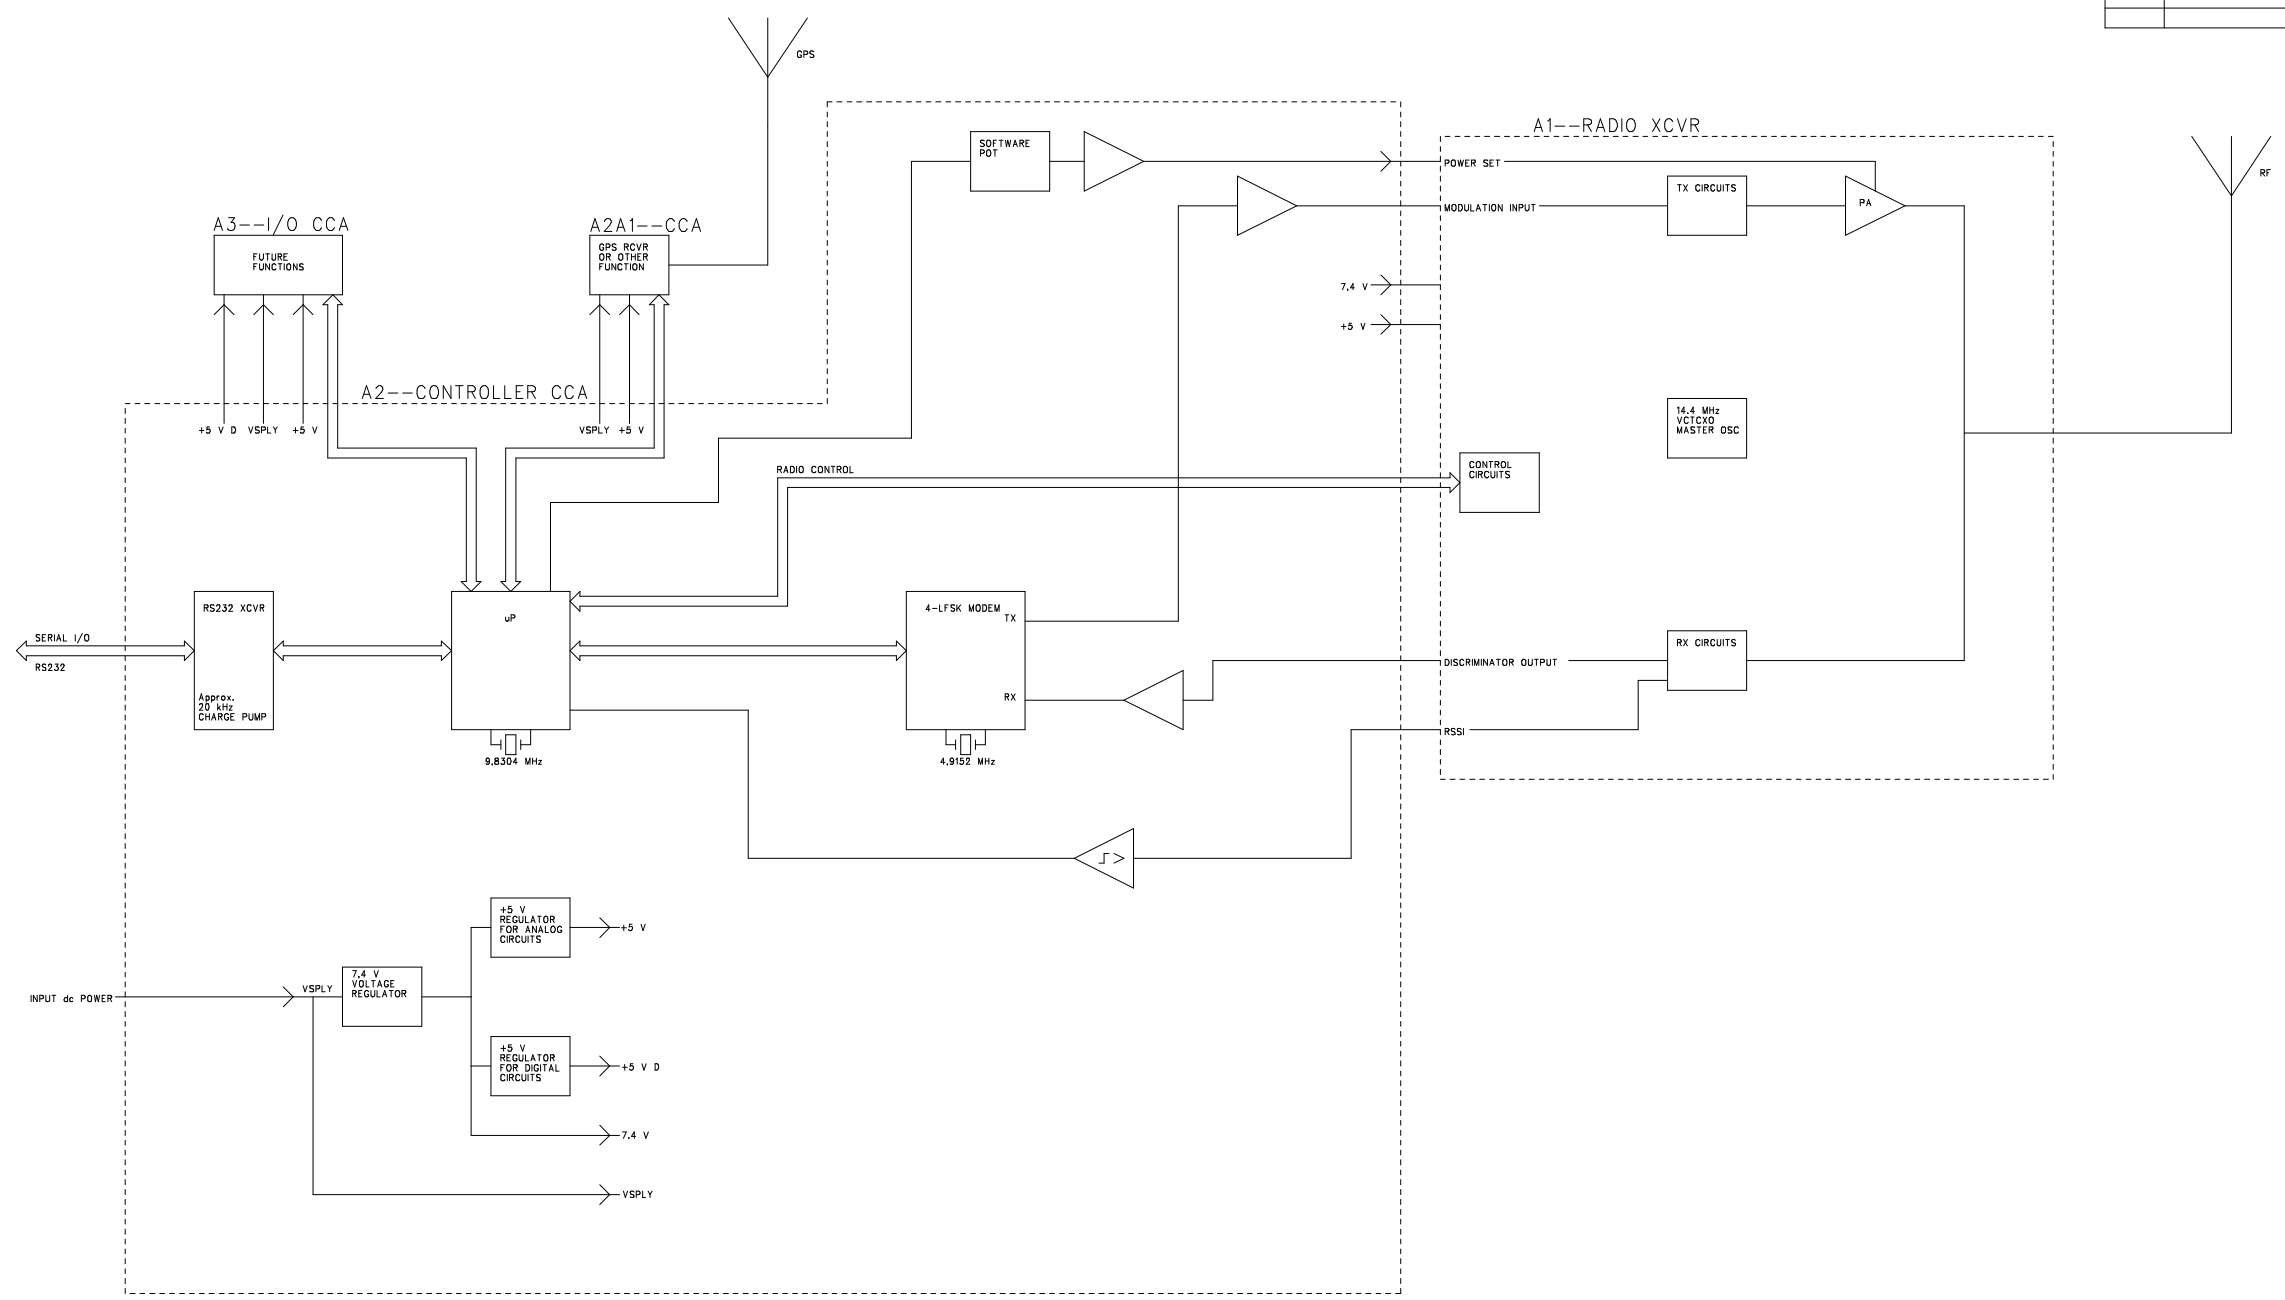 GPS
A1--RADIO XCVR
SOFTWARE
POT
POWER SET
RF
TX CIRCUITS
PA
MODULATION INPUT
A3--I/O CCA
A2A1--CCA
FUTURE
FUNCTIONS
GPS RCVR
OR OTHER
FUNCTION
7.4 V
+5 V
A2--CONTROLLER CCA
+5 V D
VSPLY
+5 V
VSPLY
+5 V
14.4 MHz
VCTCXO
MASTER OSC
RADIO CONTROL
CONTROL
CIRCUITS
RS232 XCVR
uP
4-LFSK MODEM
TX
SERIAL I/O
RS232
RX CIRCUITS
DISCRIMINATOR OUTPUT
RX
Approx.
20 kHz
CHARGE PUMP
RSSI
9.8304 MHz
4.9152 MHz
+5 V
REGULATOR
FOR ANALOG
CIRCUITS
+5 V
7.4 V
VOLTAGE
REGULATOR
VSPLY
INPUT dc POWER
+5 V
REGULATOR
FOR DIGITAL
CIRCUITS
+5 V D
7.4 V
VSPLY